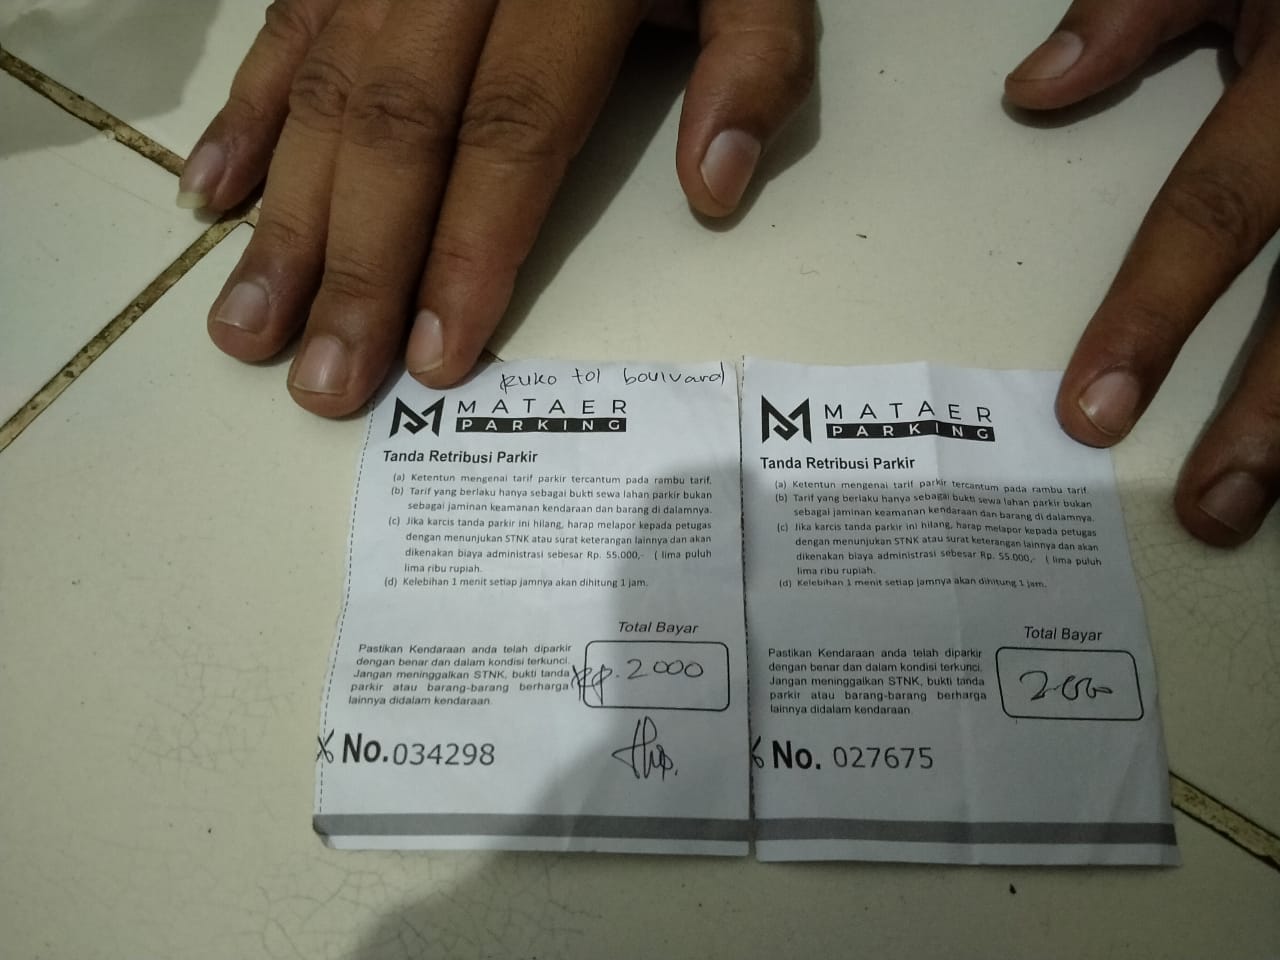 Ruko tol boulvard
MATAER
PARKING
Tanda Retribusi Parkir
(a) Ketentun mengenai tarif parkir tercantum pada rambu tarif.
(b) Tarif yang berlaku hanya sebagai bukti sewa lahan parkir bukan
sebagai jaminan keamanan kendaraan dan barang di dalamnya.
(c) Jika karcis tanda parkir ini hilang, harap melapor kepada petugas
dengan menunjukan STNK atau surat keterangan lainnya dan akan
dikenakan biaya administrasi sebesar Rp. 55.000,- ( lima puluh
lima ribu rupiah.
(d) Kelebihan 1 menit setiap jamnya akan dihitung 1 jam.
Total Bayar
Pastikan Kendaraan anda telah diparkir
dengan benar dan dalam kondisi terkunci.
Jangan meninggalkan STNK, bukti tanda
parkir atau barang-barang berharga
lainnya didalam kendaraan.
Rp. 2000
No. 034298
MATAER
PARKING
Tanda Retribusi Parkir
(a) Ketentun mengenai tarif parkir tercantum pada rambu tarif.
(b) Tarif yang berlaku hanya sebagai bukti sewa lahan parkir bukan
sebagai jaminan keamanan kendaraan dan barang di dalamnya.
(c) Jika karcis tanda parkir ini hilang, harap melapor kepada petugas
dengan menunjukan STNK atau surat keterangan lainnya dan akan
dikenakan biaya administrasi sebesar Rp. 55.000,- ( lima puluh
lima ribu rupiah.
(d) Kelebihan 1 menit setiap jamnya akan dihitung 1 jam.
Total Bayar
Pastikan Kendaraan anda telah diparkir
dengan benar dan dalam kondisi terkunci.
Jangan meninggalkan STNK, bukti tanda
parkir atau barang-barang berharga
lainnya didalam kendaraan.
2.000
No. 027675